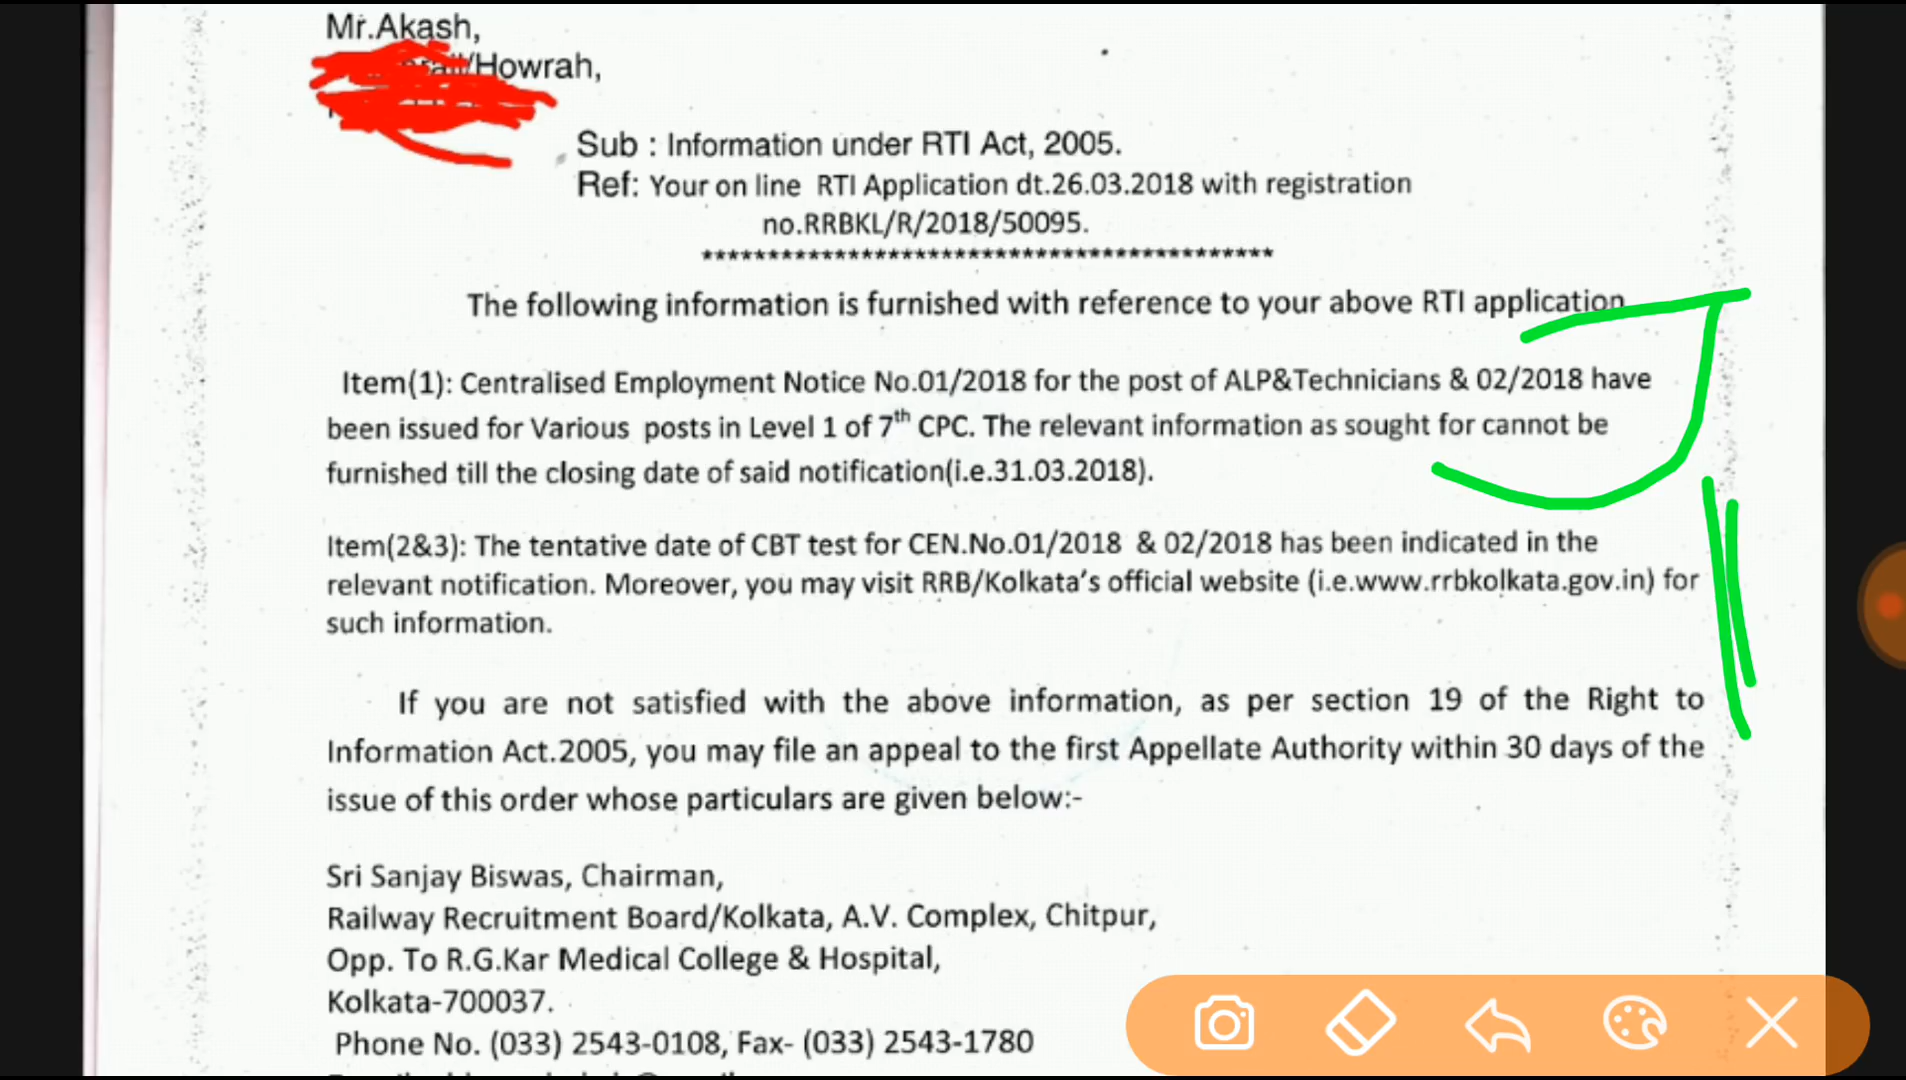 Mr.Akash,
/Howrah,
Sub : Information under RTI Act, 2005.
Ref: Your on line RTI Application dt.26.03.2018 with registration
no.RRBKL/R/2018/50095.
*******************************************
The following information is furnished with reference to your above RTI application
Item(1): Centralised Employment Notice No.01/2018 for the post of ALP&Technicians & 02/2018 have
been issued for Various posts in Level 1 of 7th CPC. The relevant information as sought for cannot be
furnished till the closing date of said notification(i.e.31.03.2018).
Item(2&3): The tentative date of CBT test for CEN.No.01/2018 & 02/2018 has been indicated in the
relevant notification. Moreover, you may visit RRB/Kolkata's official website (i.e.www.rrbkolkata.gov.in) for
such information.
If you are not satisfied with the above information, as per section 19 of the Right to
Information Act.2005, you may file an appeal to the first Appellate Authority within 30 days of the
issue of this order whose particulars are given below:-
Sri Sanjay Biswas, Chairman,
Railway Recruitment Board/Kolkata, A.V. Complex, Chitpur,
Opp. To R.G.Kar Medical College & Hospital,
Kolkata-700037.
Phone No. (033) 2543-0108, Fax- (033) 2543-1780